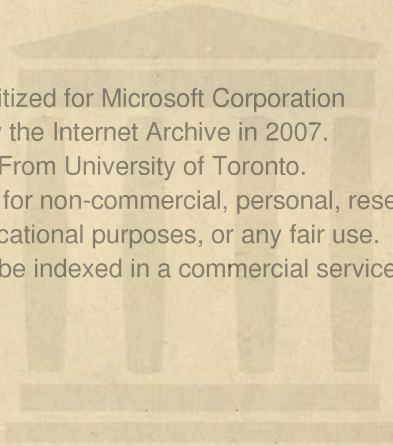 itized for Microsoft Corporation
the Internet Archive in 2007.
From University of Toronto.
for non-commercial, personal, rese
cational purposes, or any fair use.
be indexed in a commercial service